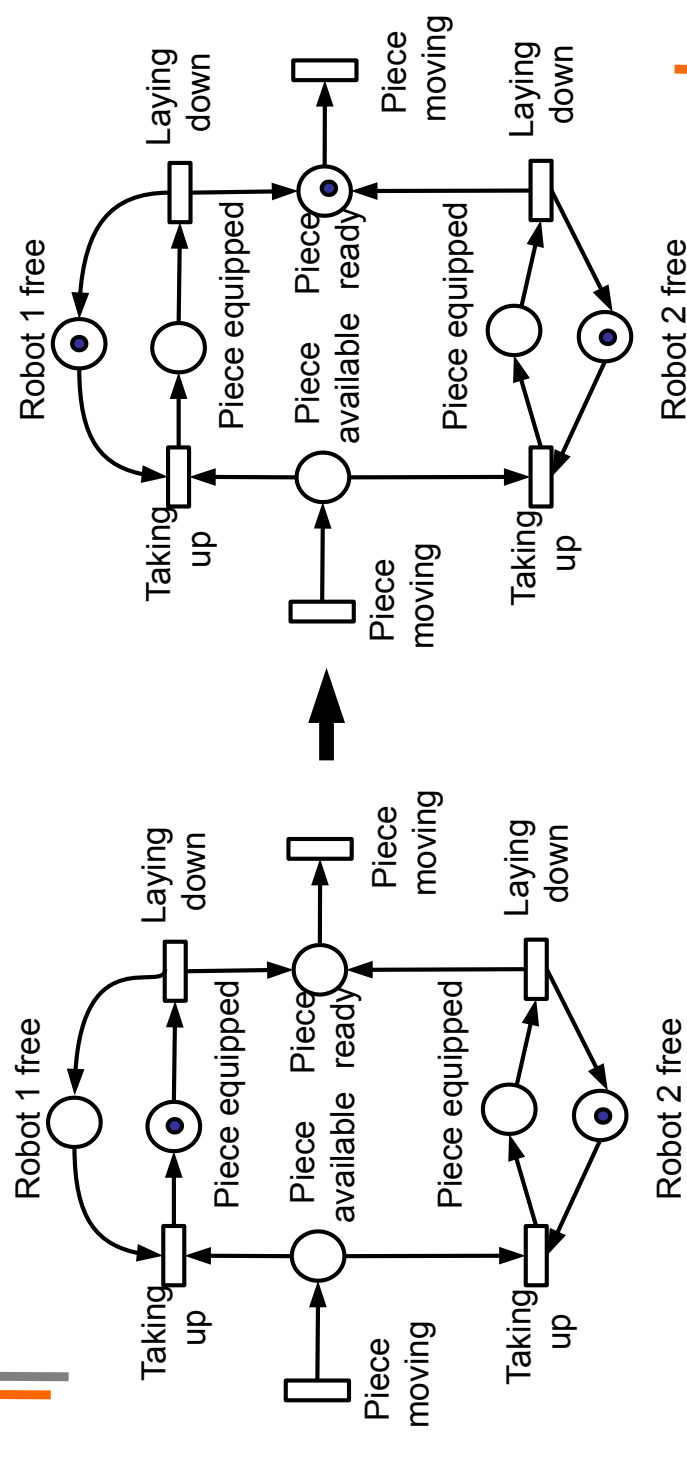 Robot 1 free
Taking
up
Laying
down
Piece equipped
Piece
moving
Piece
available
Piece
ready
Piece
moving
Piece equipped
Taking
up
Laying
down
Robot 2 free
Robot 1 free
Taking
up
Laying
down
Piece equipped
Piece
moving
Piece
available
Piece
ready
Piece
moving
Piece equipped
Taking
up
Laying
down
Robot 2 free